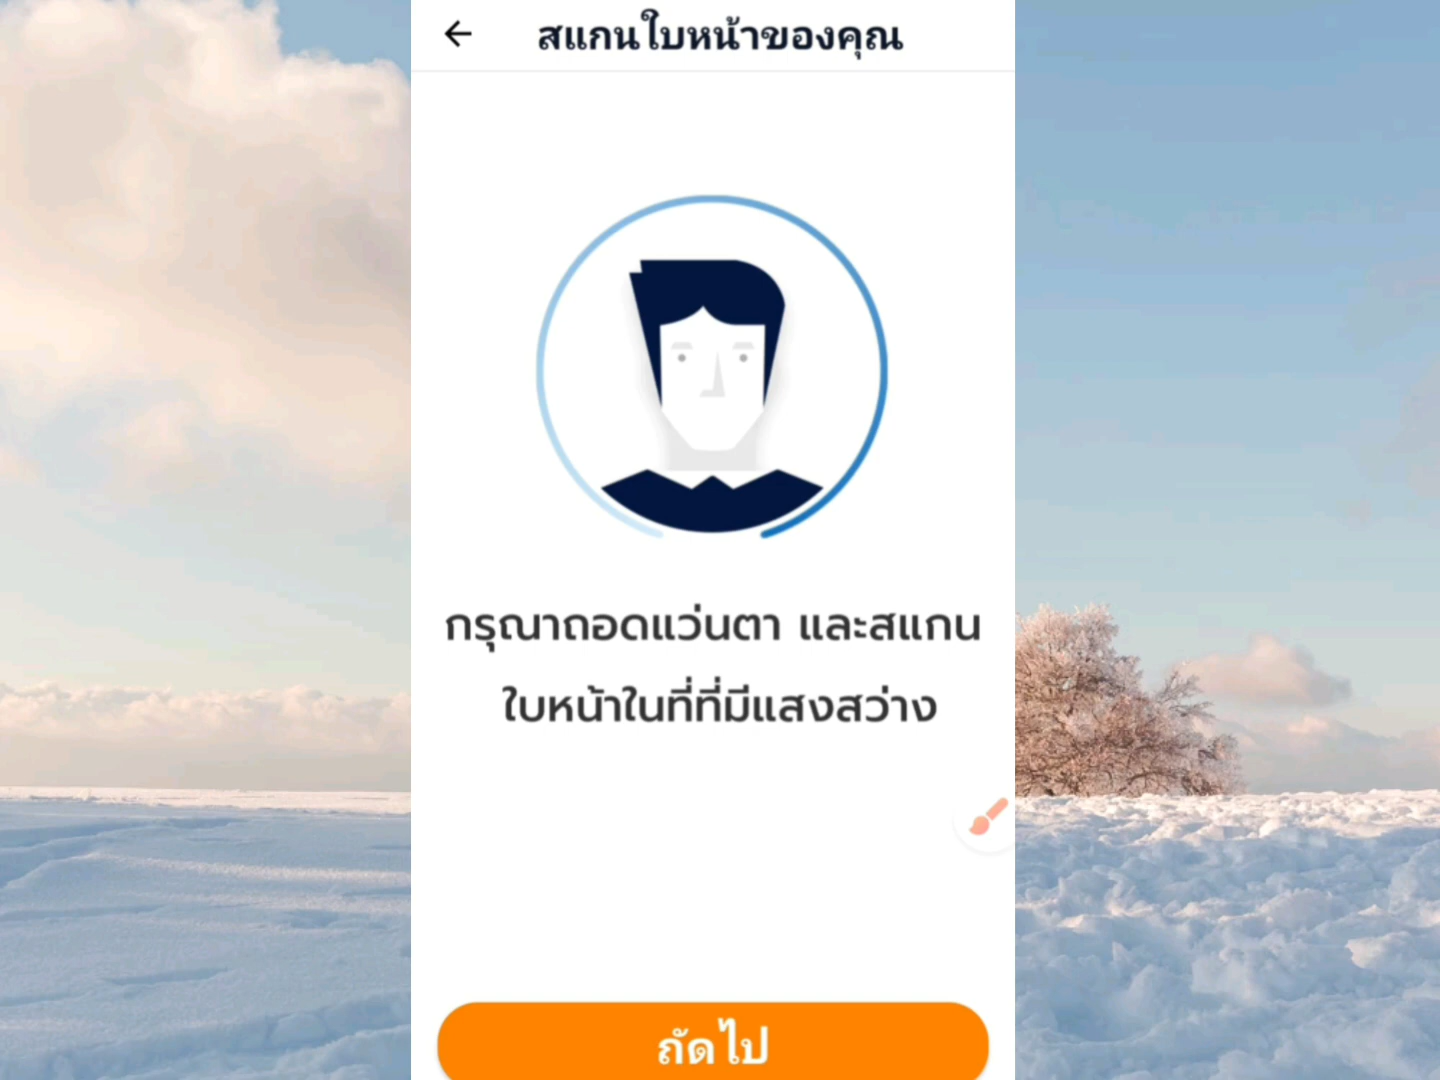 สแกนใบหน้าของคุณ
กรุณาถอดแว่นตา และสแกน
ใบหน้าในที่ที่มีแสงสว่าง
ถัดไป